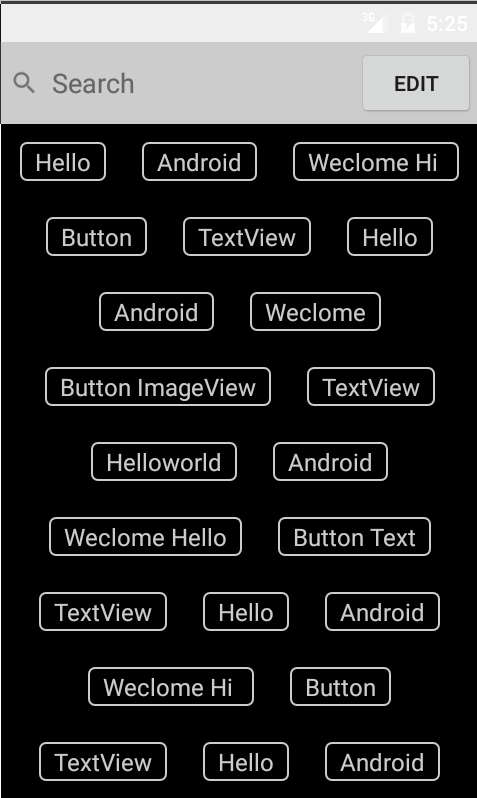 3G 5:25
Search EDIT
Hello Android Weclome Hi
Button TextView Hello
Android Weclome
Button ImageView TextView
Helloworld Android
Weclome Hello Button Text
TextView Hello Android
Weclome Hi Button
TextView Hello Android